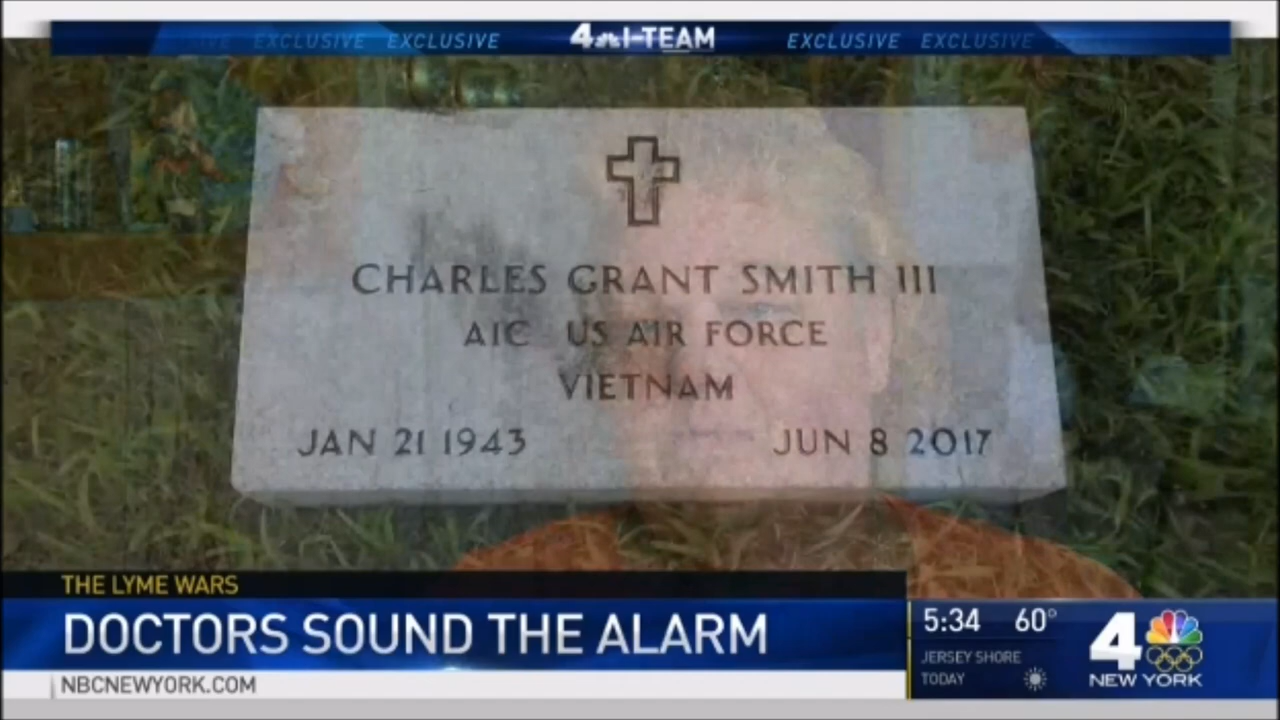 EXCLUSIVE EXCLUSIVE 4 I-TEAM EXCLUSIVE EXCLUSIVE
CHARLES GRANT SMITH III
A1C US AIR FORCE
VIETNAM
JAN 21 1943 JUN 8 2017
THE LYME WARS
DOCTORS SOUND THE ALARM
NBCNEWYORK.COM
5:34 60°
JERSEY SHORE
TODAY
4
NEW YORK